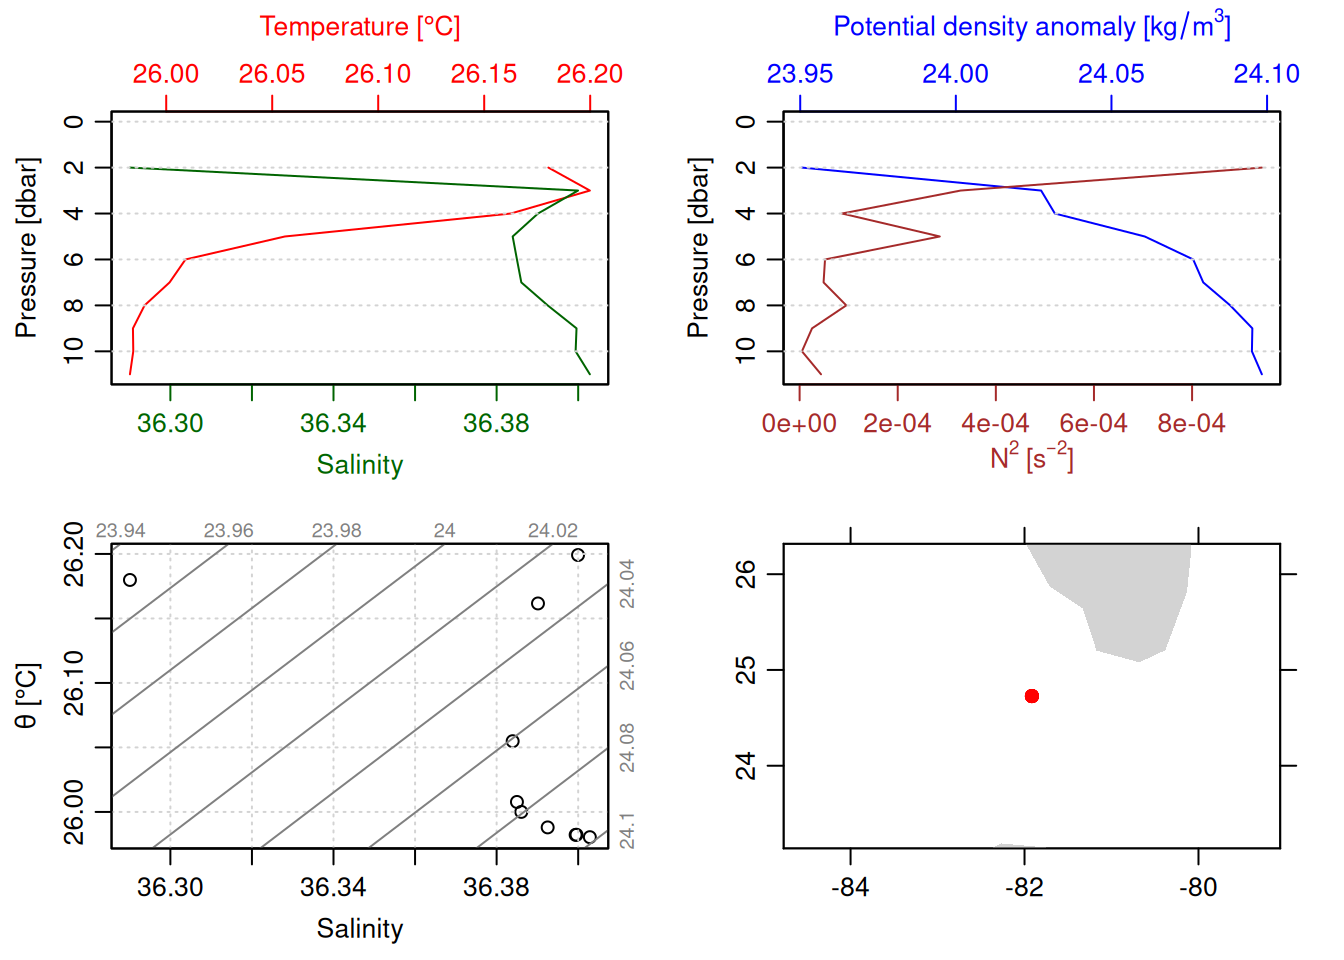 Temperature [°C]
26.00 26.05 26.10 26.15 26.20
Pressure [dbar]
0
2
4
6
8
10
36.30 36.34 36.38
Salinity
Potential density anomaly [kg/m³]
23.95 24.00 24.05 24.10
Pressure [dbar]
0
2
4
6
8
10
0e+00 2e-04 4e-04 6e-04 8e-04
N² [s⁻²]
23.94 23.96 23.98 24 24.02
24.04
24.06
24.08
24.1
θ [°C]
26.20
26.10
26.00
36.30 36.34 36.38
Salinity
26
25
24
-84 -82 -80